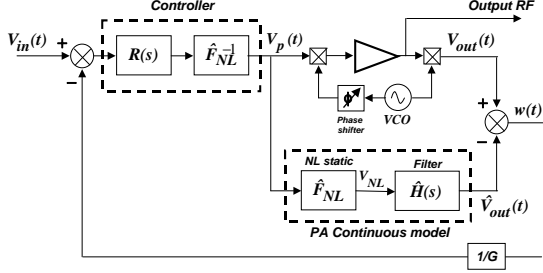 Controller
Output RF
V_in(t)
+
−
R(s)
F̂_NL^-1
V_p(t)
V_out(t)
ϕ
Phase shifter
VCO
+
−
w(t)
NL static
Filter
F̂_NL
V_NL
Ĥ(s)
V̂_out(t)
PA Continuous model
1/G